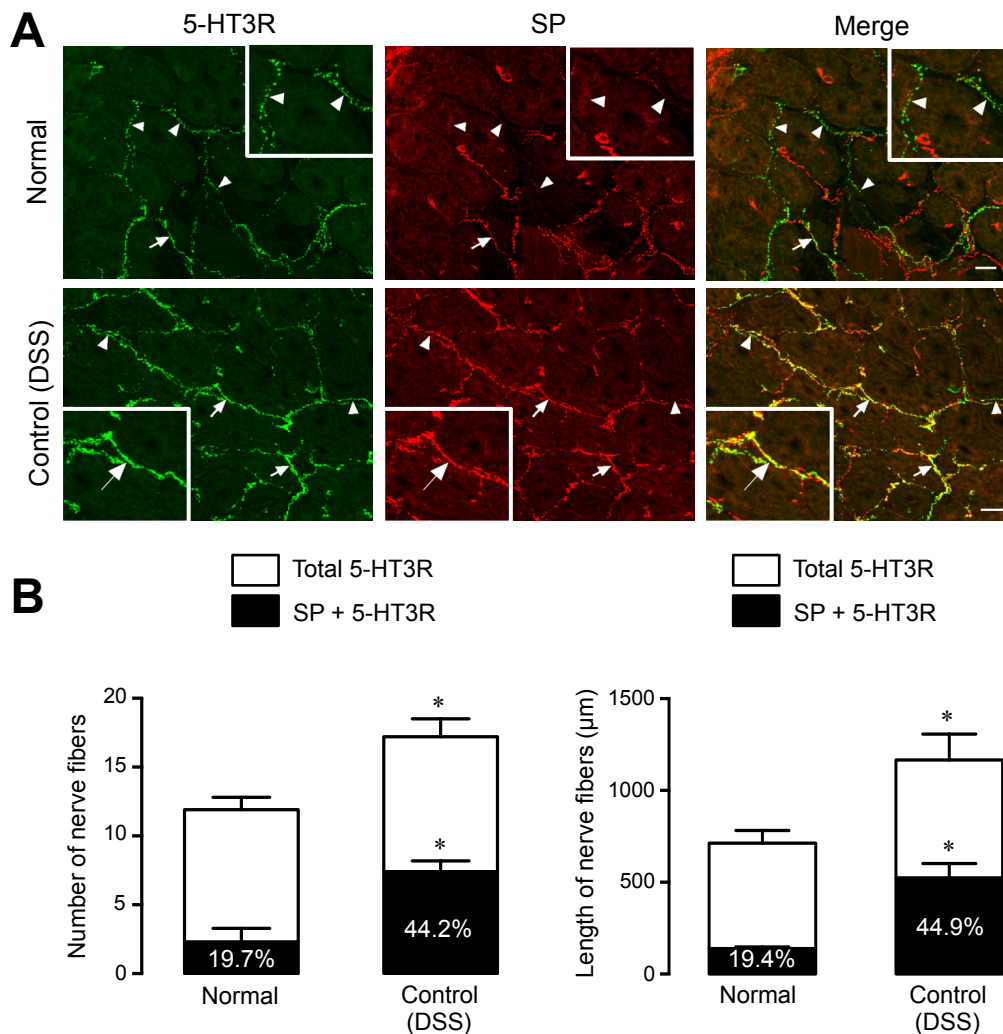 A
5-HT3R
SP
Merge
Normal
Control (DSS)
B
Total 5-HT3R
SP + 5-HT3R
Total 5-HT3R
SP + 5-HT3R
Number of nerve fibers
20
15
10
5
0
*
*
19.7%
44.2%
Normal
Control
(DSS)
Length of nerve fibers (µm)
1500
1000
500
0
*
*
19.4%
44.9%
Normal
Control
(DSS)